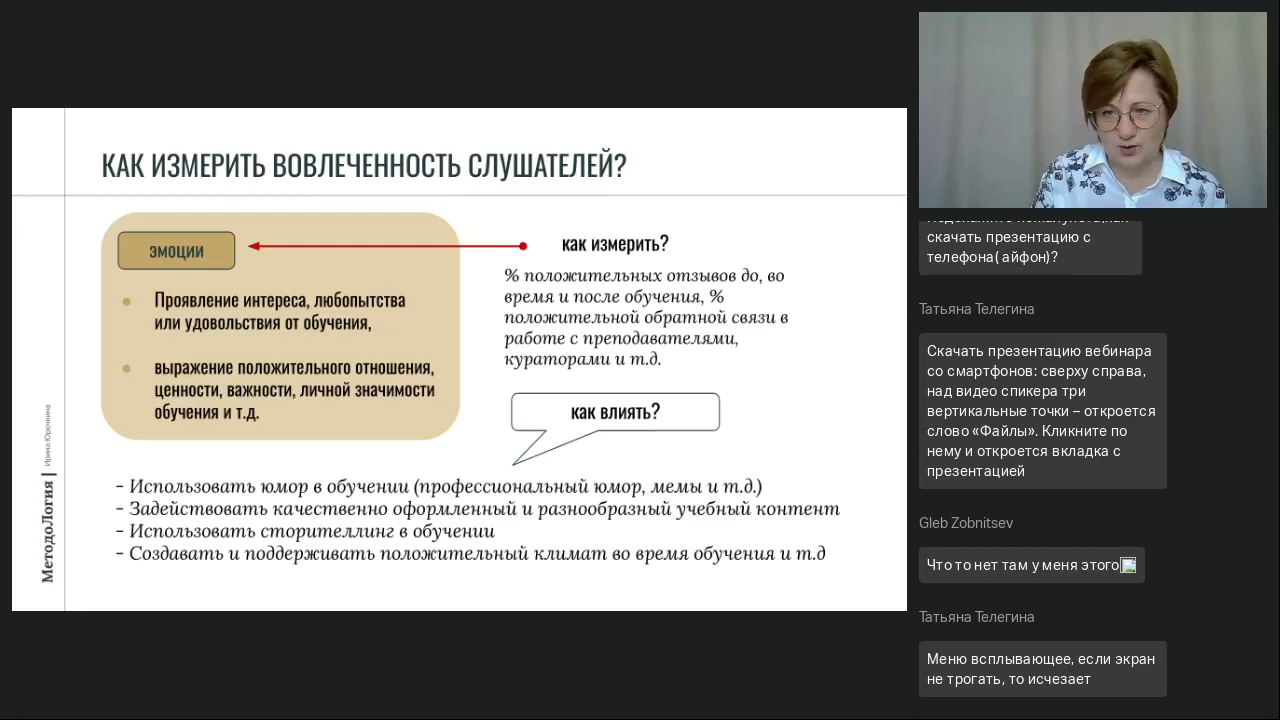 КАК ИЗМЕРИТЬ ВОВЛЕЧЕННОСТЬ СЛУШАТЕЛЕЙ?
эмоции
Проявление интереса, любопытства
или удовольствия от обучения,
выражение положительного отношения,
ценности, важности, личной значимости
обучения и т.д.
как измерить?
% положительных отзывов до, во
время и после обучения, %
положительной обратной связи в
работе с преподавателями,
кураторами и т.д.
как влиять?
- Использовать юмор в обучении (профессиональный юмор, мемы и т.д.)
- Задействовать качественно оформленный и разнообразный учебный контент
- Использовать сторителлинг в обучении
- Создавать и поддерживать положительный климат во время обучения и т.д
МетодоЛогия | Ирина Юрочкина
скачать презентацию с
телефона( айфон)?
Татьяна Телегина
Скачать презентацию вебинара
со смартфонов: сверху справа,
над видео спикера три
вертикальные точки – откроется
слово «Файлы». Кликните по
нему и откроется вкладка с
презентацией
Gleb Zobnitsev
Что то нет там у меня этого
Татьяна Телегина
Меню всплывающее, если экран
не трогать, то исчезает